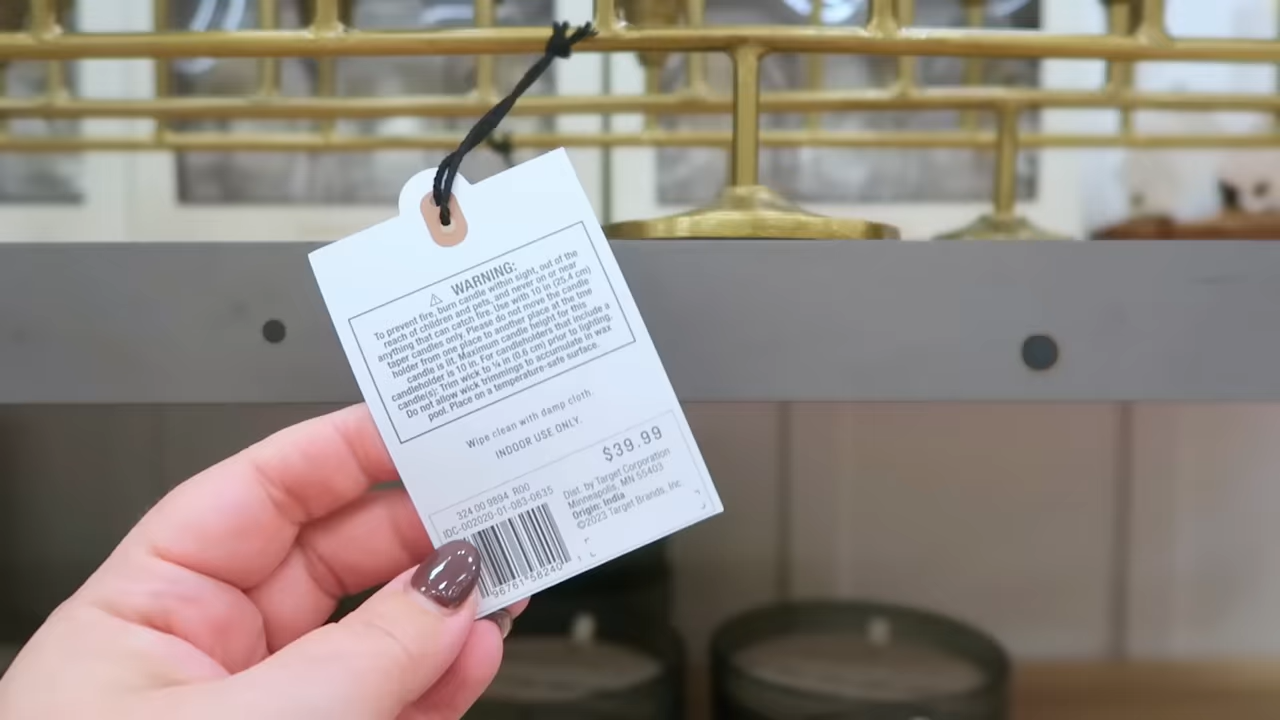 WARNING:
To prevent fire, burn candle within sight, out of the
reach of children and pets, and never on or near
anything that can catch fire. Use with 10 in (25.4 cm)
taper candles only. Please do not move the candle
holder from one place to another place at the tme
candle is lit. Maximum candle height for this
candleholder is 10 in. For candleholders that include a
candle(s): Trim wick to ¼ in (0.6 cm) prior to lighting.
Do not allow wick trimmings to accumulate in wax
pool. Place on a temperature-safe surface.
Wipe clean with damp cloth.
INDOOR USE ONLY.
$39.99
324 00 9894 R00
IDC-002020-01-083-0635
96761 58240
Dist. by Target Corporation
Minneapolis, MN 55403
Origin: India
©2023 Target Brands, Inc.